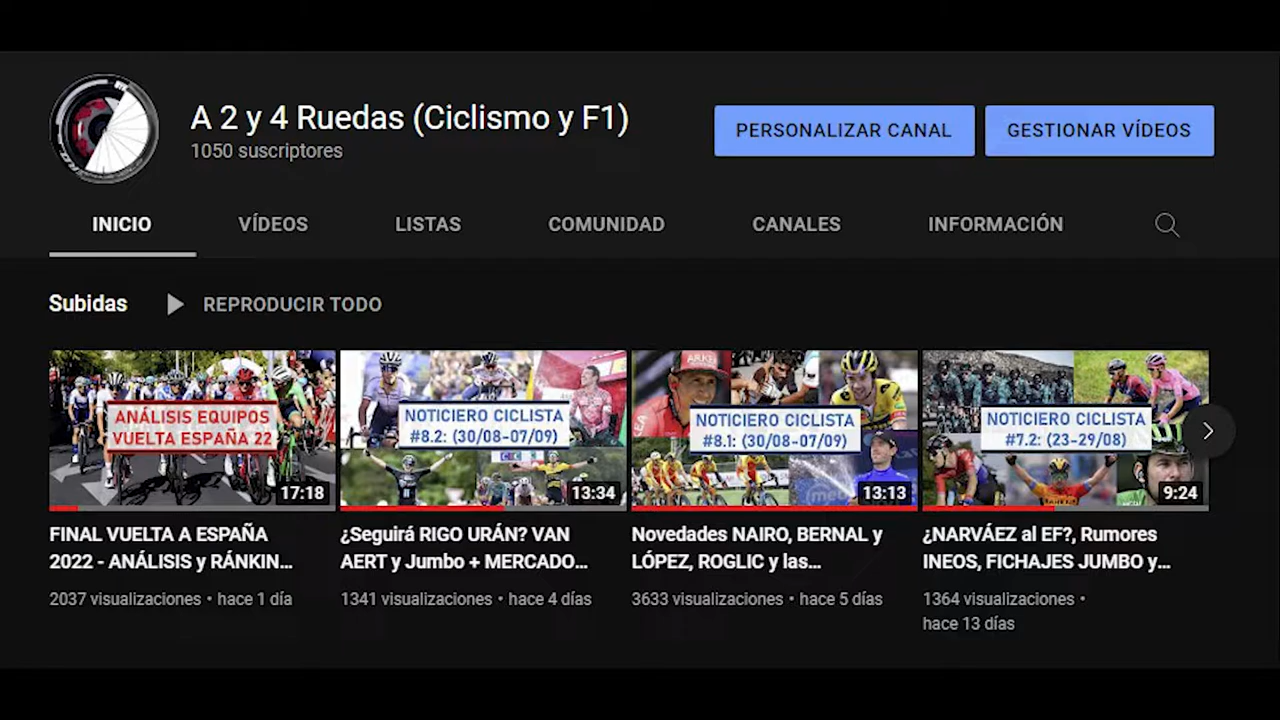 A 2 y 4 Ruedas (Ciclismo y F1)
1050 suscriptores
PERSONALIZAR CANAL
GESTIONAR VÍDEOS
INICIO
VÍDEOS
LISTAS
COMUNIDAD
CANALES
INFORMACIÓN
Subidas
REPRODUCIR TODO
ANÁLISIS EQUIPOS
VUELTA ESPAÑA 22
17:18
FINAL VUELTA A ESPAÑA
2022 - ANÁLISIS y RÁNKIN...
2037 visualizaciones • hace 1 día
NOTICIERO CICLISTA
#8.2: (30/08-07/09)
13:34
¿Seguirá RIGO URÁN? VAN
AERT y Jumbo + MERCADO...
1341 visualizaciones • hace 4 días
NOTICIERO CICLISTA
#8.1: (30/08-07/09)
13:13
Novedades NAIRO, BERNAL y
LÓPEZ, ROGLIC y las...
3633 visualizaciones • hace 5 días
NOTICIERO CICLISTA
#7.2: (23-29/08)
9:24
¿NARVÁEZ al EF?, Rumores
INEOS, FICHAJES JUMBO y...
1364 visualizaciones •
hace 13 días